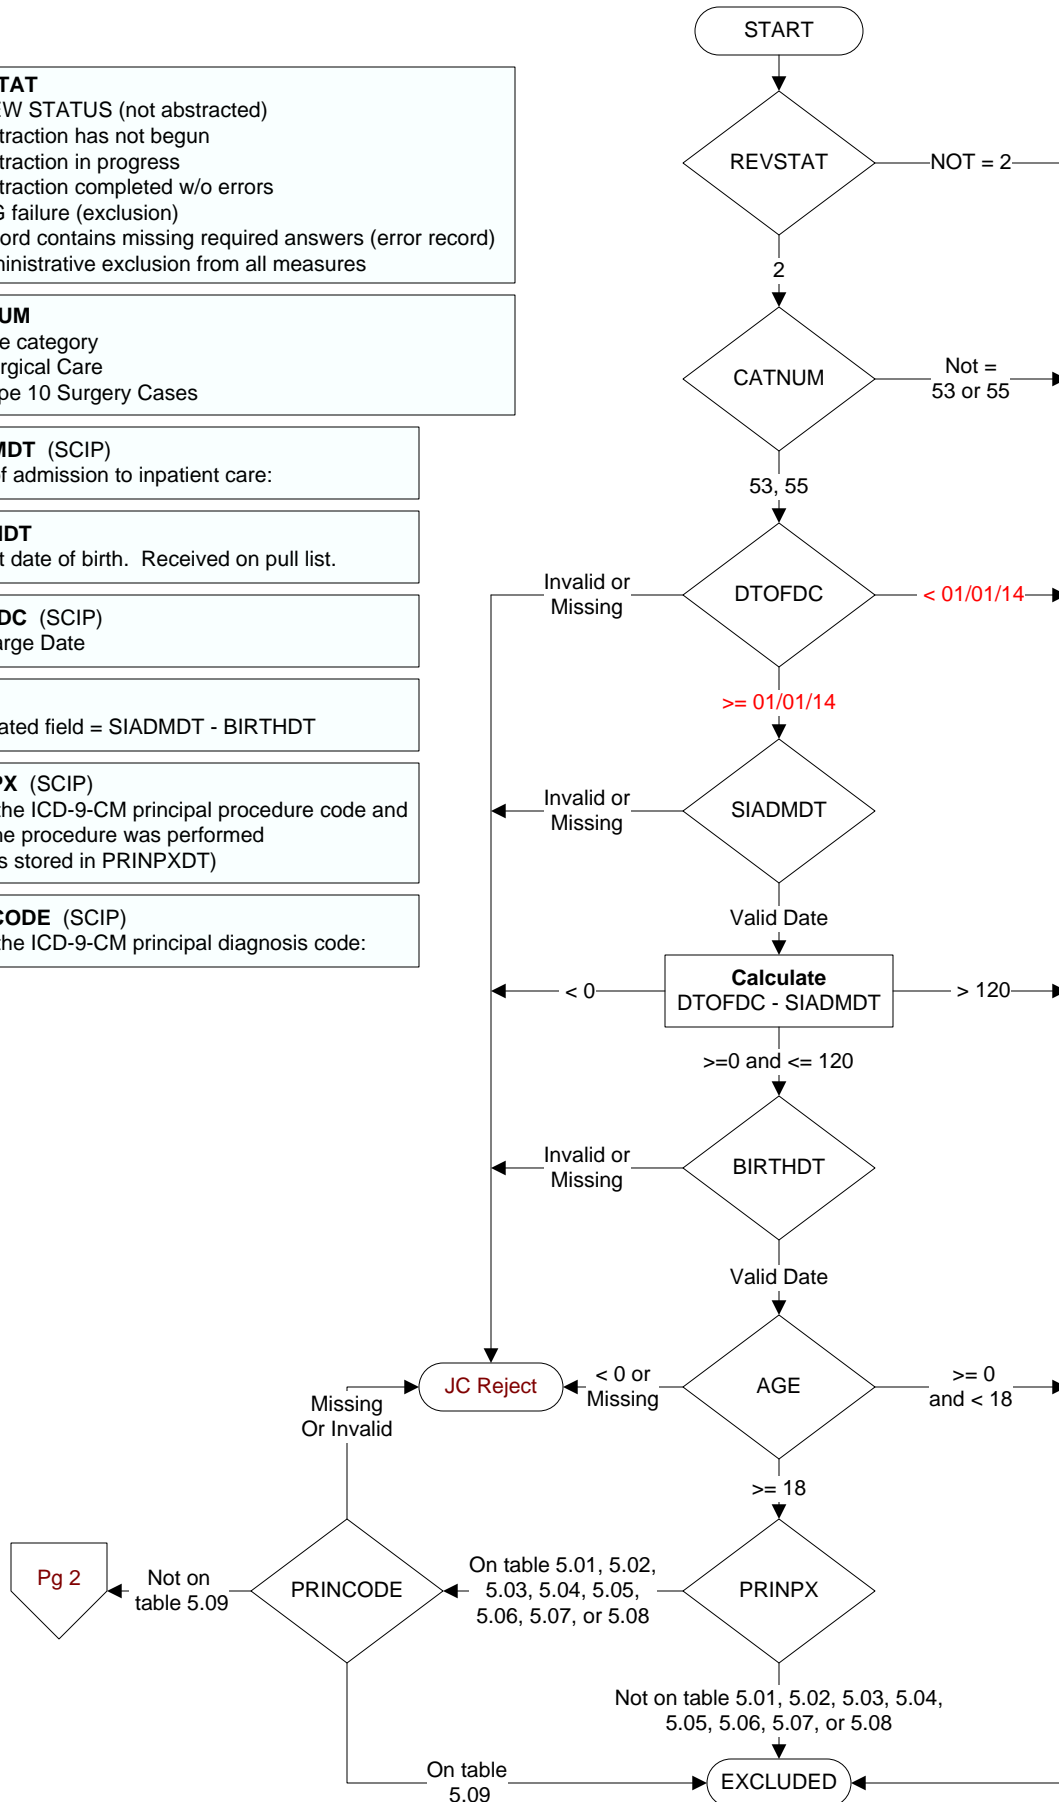 START
TAT
EW STATUS (not abstracted)
traction has not begun
traction in progress
traction completed w/o errors
G failure (exclusion)
ord contains missing required answers (error record)
ministrative exclusion from all measures
REVSTAT
NOT = 2
2
UM
e category
rgical Care
pe 10 Surgery Cases
CATNUM
Not =
53 or 55
53, 55
MDT (SCIP)
of admission to inpatient care:
HDT
t date of birth. Received on pull list.
DC (SCIP)
arge Date
ated field = SIADMDT - BIRTHDT
PX (SCIP)
the ICD-9-CM principal procedure code and
he procedure was performed
s stored in PRINPXDT)
CODE (SCIP)
the ICD-9-CM principal diagnosis code:
Invalid or
Missing
DTOFDC
< 01/01/14
>= 01/01/14
Invalid or
Missing
SIADMDT
Valid Date
< 0
Calculate
DTOFDC - SIADMDT
> 120
>=0 and <= 120
Invalid or
Missing
BIRTHDT
Valid Date
JC Reject
< 0 or
Missing
AGE
>= 0
and < 18
Missing
Or Invalid
>= 18
Pg 2
Not on
table 5.09
PRINCODE
On table 5.01, 5.02,
5.03, 5.04, 5.05,
5.06, 5.07, or 5.08
PRINPX
Not on table 5.01, 5.02, 5.03, 5.04,
5.05, 5.06, 5.07, or 5.08
On table
5.09
EXCLUDED